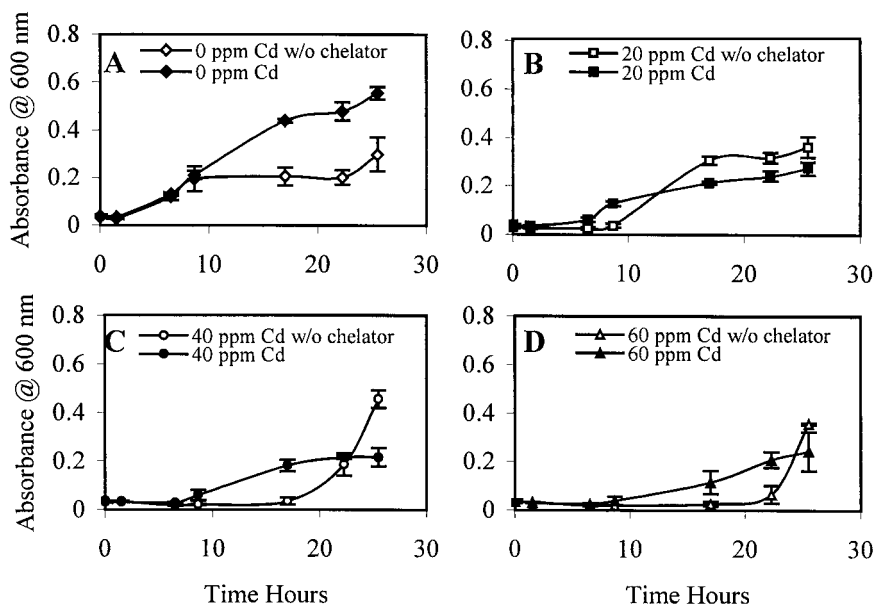 A
0 ppm Cd w/o chelator
0 ppm Cd
Absorbance @ 600 nm
0.8
0.6
0.4
0.2
0
0 10 20 30
B
20 ppm Cd w/o chelator
20 ppm Cd
0.8
0.6
0.4
0.2
0
0 10 20 30
C
40 ppm Cd w/o chelator
40 ppm Cd
Absorbance @ 600 nm
0.8
0.6
0.4
0.2
0
0 10 20 30
Time Hours
D
60 ppm Cd w/o chelator
60 ppm Cd
0.8
0.6
0.4
0.2
0
0 10 20 30
Time Hours